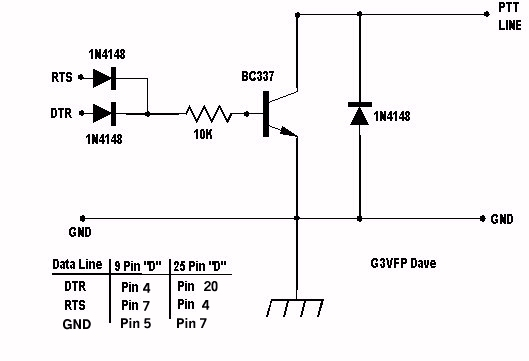 PTT
LINE
1N4148
RTS
BC337
DTR
1N4148
10K
1N4148
GND
GND
G3VFP Dave
Data Line 9 Pin "D" 25 Pin "D"
DTR Pin 4 Pin 20
RTS Pin 7 Pin 4
GND Pin 5 Pin 7